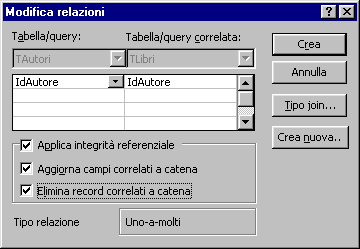 Modifica relazioni
Tabella/query:
Tabella/query correlata:
TAutori
TLibri
IdAutore
IdAutore
Crea
Annulla
Tipo join...
Crea nuova..
Applica integrità referenziale
Aggiorna campi correlati a catena
Elimina record correlati a catena
Tipo relazione
Uno-a-molti